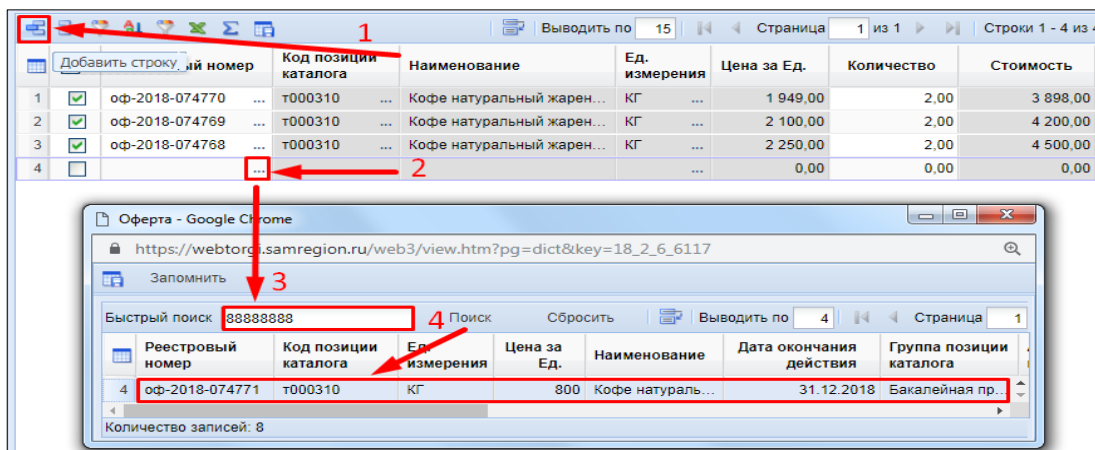 1
Выводить по 15 Страница 1 из 1 Строки 1 - 4 из 4
Добавить строку
ый номер Код позиции каталога Наименование Ед. измерения Цена за Ед. Количество Стоимость
1 оф-2018-074770 ... т000310 ... Кофе натуральный жарен... КГ ... 1 949,00 2,00 3 898,00
2 оф-2018-074769 ... т000310 ... Кофе натуральный жарен... КГ ... 2 100,00 2,00 4 200,00
3 оф-2018-074768 ... т000310 ... Кофе натуральный жарен... КГ ... 2 250,00 2,00 4 500,00
4 ... ... 0,00 0,00 0,00
2
Оферта - Google Chrome
https://webtorgi.samregion.ru/web3/view.htm?pg=dict&key=18_2_6_6117
Запомнить 3
Быстрый поиск 88888888 4 Поиск Сбросить Выводить по 4 Страница 1
Реестровый номер Код позиции каталога Ед. измерения Цена за Ед. Наименование Дата окончания действия Группа позиции каталога
4 оф-2018-074771 т000310 КГ 800 Кофе натураль... 31.12.2018 Бакалейная пр...
Количество записей: 8